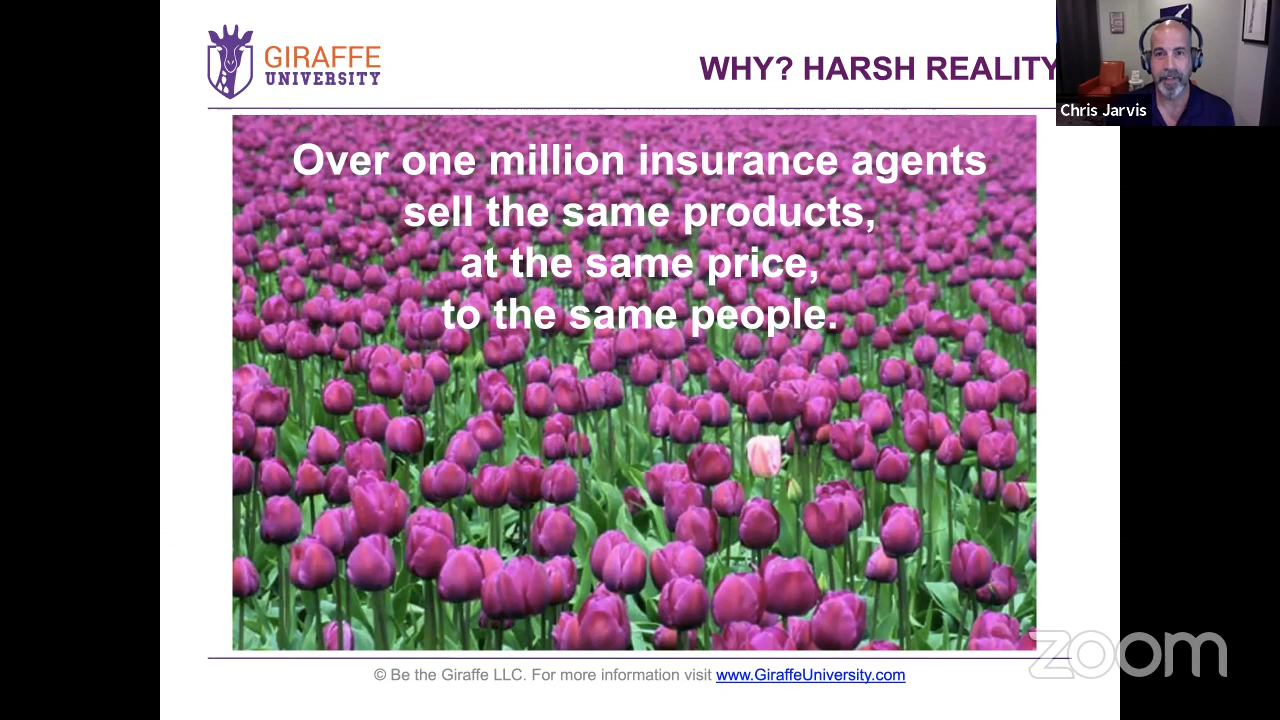 GIRAFFE
UNIVERSITY
WHY? HARSH REALITY
Chris Jarvis
Over one million insurance agents
sell the same products,
at the same price,
to the same people.
© Be the Giraffe LLC. For more information visit www.GiraffeUniversity.com
zoom